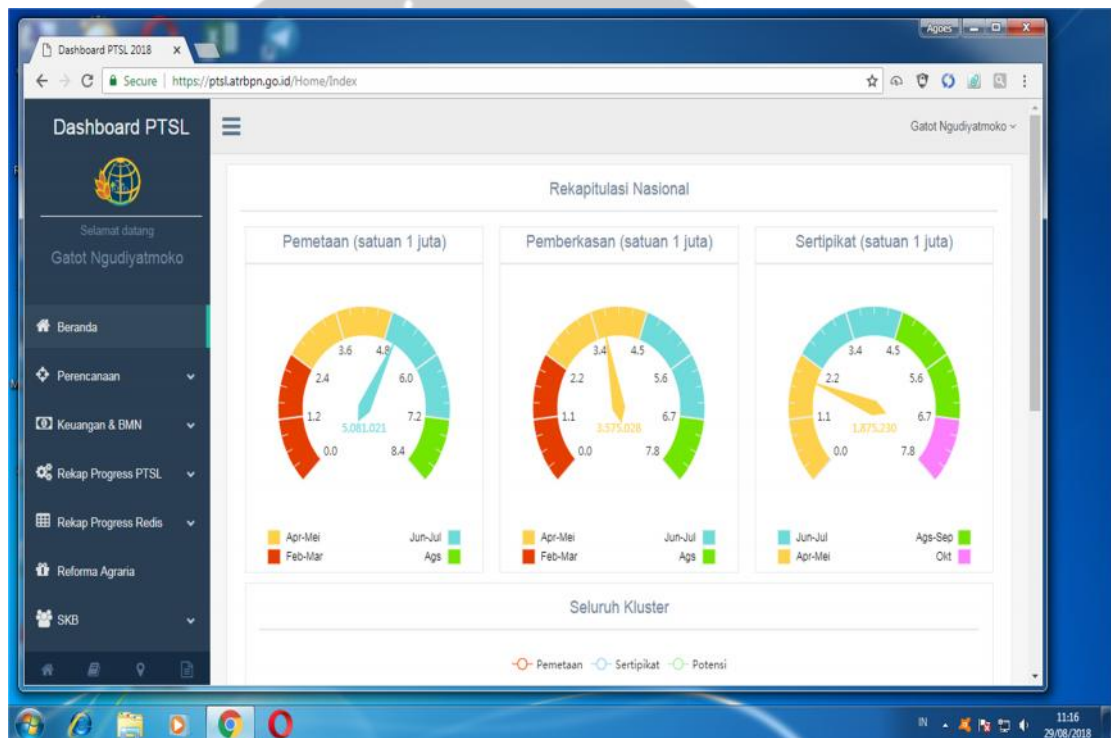 Agoes
Dashboard PTSL 2018
Secure https://ptsl.atrbpn.go.id/Home/Index
Dashboard PTSL
Gatot Ngudiyatmoko
Selamat datang
Gatot Ngudiyatmoko
Beranda
Perencanaan
Keuangan & BMN
Rekap Progress PTSL
Rekap Progress Redis
Reforma Agraria
SKB
Rekapitulasi Nasional
Pemetaan (satuan 1 juta)
0.0 1.2 2.4 3.6 4.8 6.0 7.2 8.4
5.081.021
Apr-Mei Jun-Jul
Feb-Mar Ags
Pemberkasan (satuan 1 juta)
0.0 1.1 2.2 3.4 4.5 5.6 6.7 7.8
3.575.028
Apr-Mei Jun-Jul
Feb-Mar Ags
Sertipikat (satuan 1 juta)
0.0 1.1 2.2 3.4 4.5 5.6 6.7 7.8
1.875.230
Jun-Jul Ags-Sep
Apr-Mei Okt
Seluruh Kluster
Pemetaan Sertipikat Potensi
IN
11:16
29/08/2018